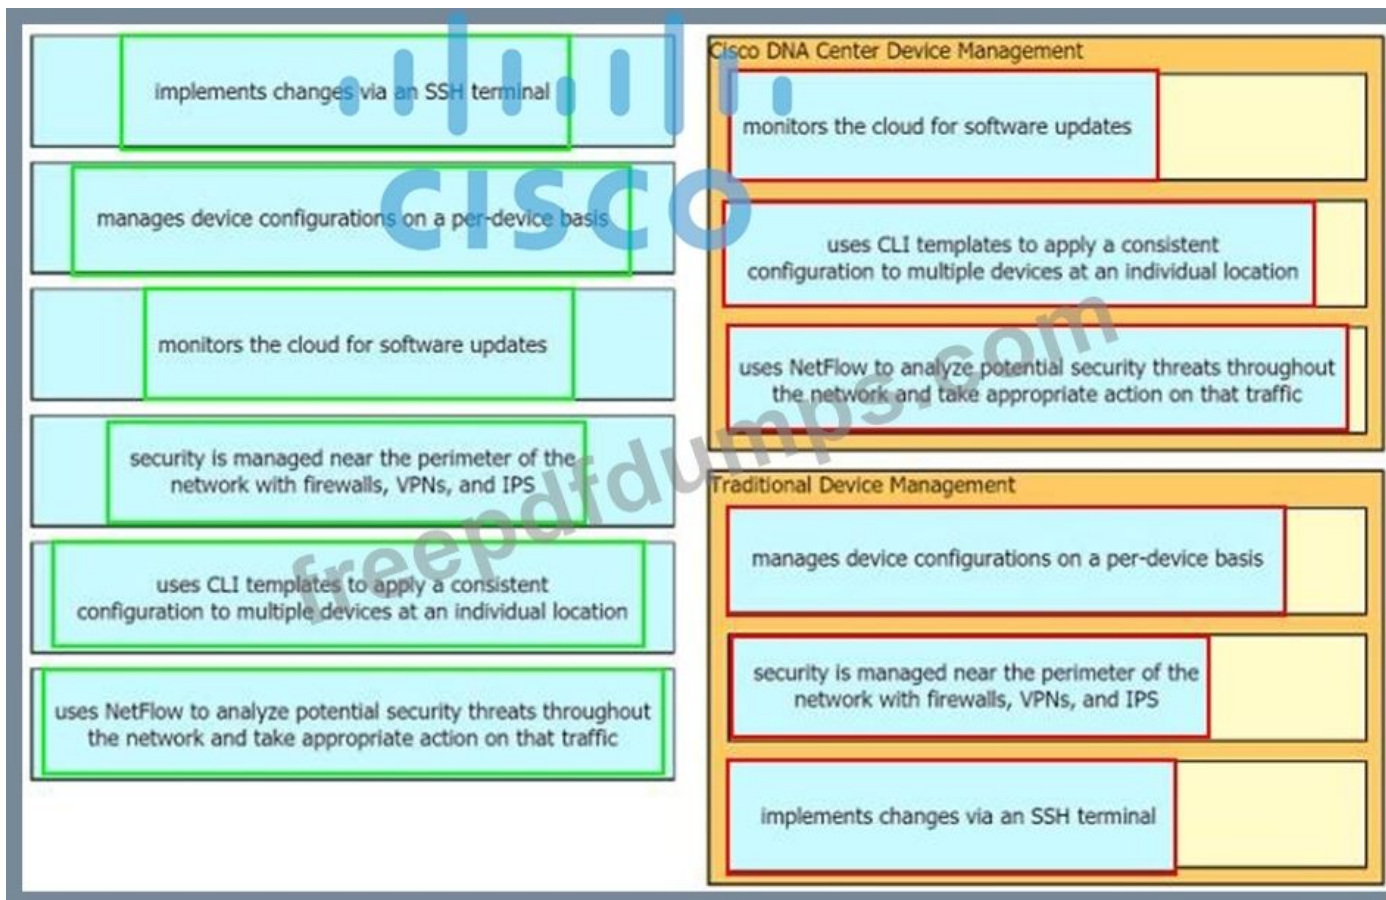 implements changes via an SSH terminal
manages device configurations on a per-device basis
monitors the cloud for software updates
security is managed near the perimeter of the
network with firewalls, VPNs, and IPS
uses CLI templates to apply a consistent
configuration to multiple devices at an individual location
uses NetFlow to analyze potential security threats throughout
the network and take appropriate action on that traffic
Cisco DNA Center Device Management
monitors the cloud for software updates
uses CLI templates to apply a consistent
configuration to multiple devices at an individual location
uses NetFlow to analyze potential security threats throughout
the network and take appropriate action on that traffic
Traditional Device Management
manages device configurations on a per-device basis
security is managed near the perimeter of the
network with firewalls, VPNs, and IPS
implements changes via an SSH terminal
CISCO
freepdfdumps.com